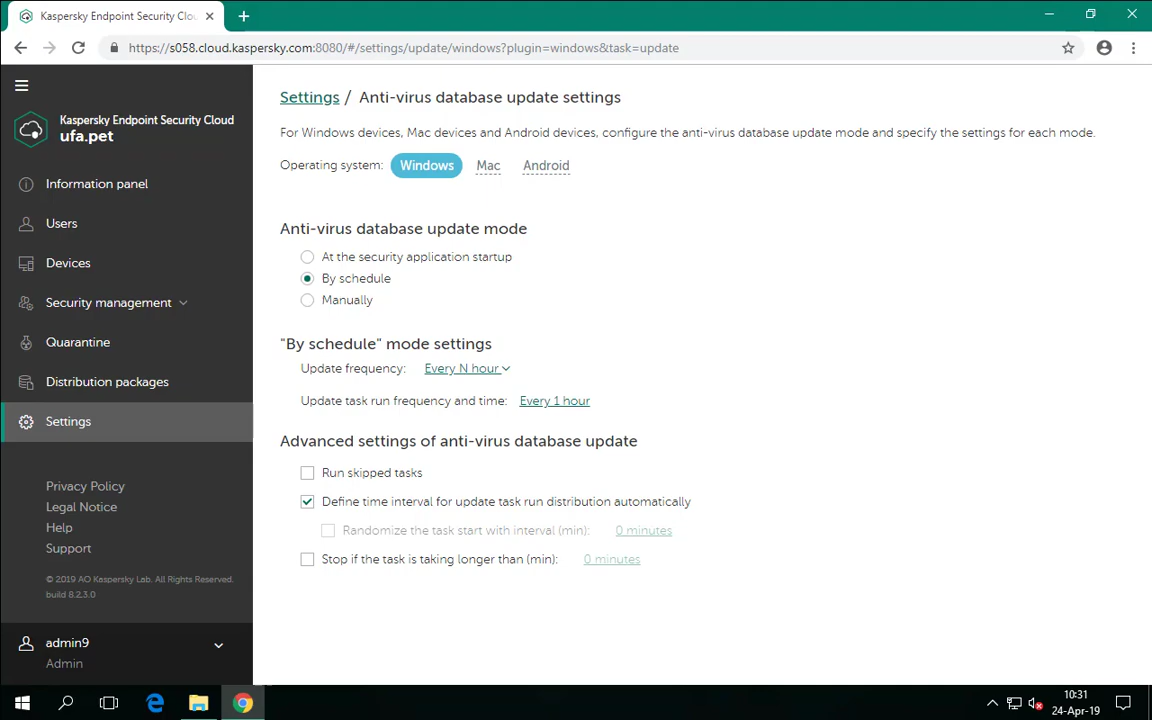 Kaspersky Endpoint Security Clou
https://s058.cloud.kaspersky.com:8080/#/settings/update/windows?plugin=windows&task=update
Kaspersky Endpoint Security Cloud
ufa.pet
Information panel
Users
Devices
Security management
Quarantine
Distribution packages
Settings
Privacy Policy
Legal Notice
Help
Support
© 2019 AO Kaspersky Lab. All Rights Reserved.
build 8.2.3.0
admin9
Admin
Settings / Anti-virus database update settings
For Windows devices, Mac devices and Android devices, configure the anti-virus database update mode and specify the settings for each mode.
Operating system: Windows Mac Android
Anti-virus database update mode
At the security application startup
By schedule
Manually
"By schedule" mode settings
Update frequency: Every N hour
Update task run frequency and time: Every 1 hour
Advanced settings of anti-virus database update
Run skipped tasks
Define time interval for update task run distribution automatically
Randomize the task start with interval (min): 0 minutes
Stop if the task is taking longer than (min): 0 minutes
10:31
24-Apr-19